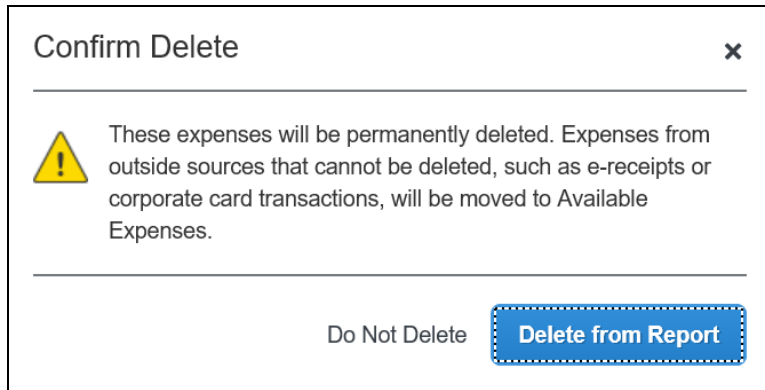 Confirm Delete
These expenses will be permanently deleted. Expenses from
outside sources that cannot be deleted, such as e-receipts or
corporate card transactions, will be moved to Available
Expenses.
Do Not Delete
Delete from Report